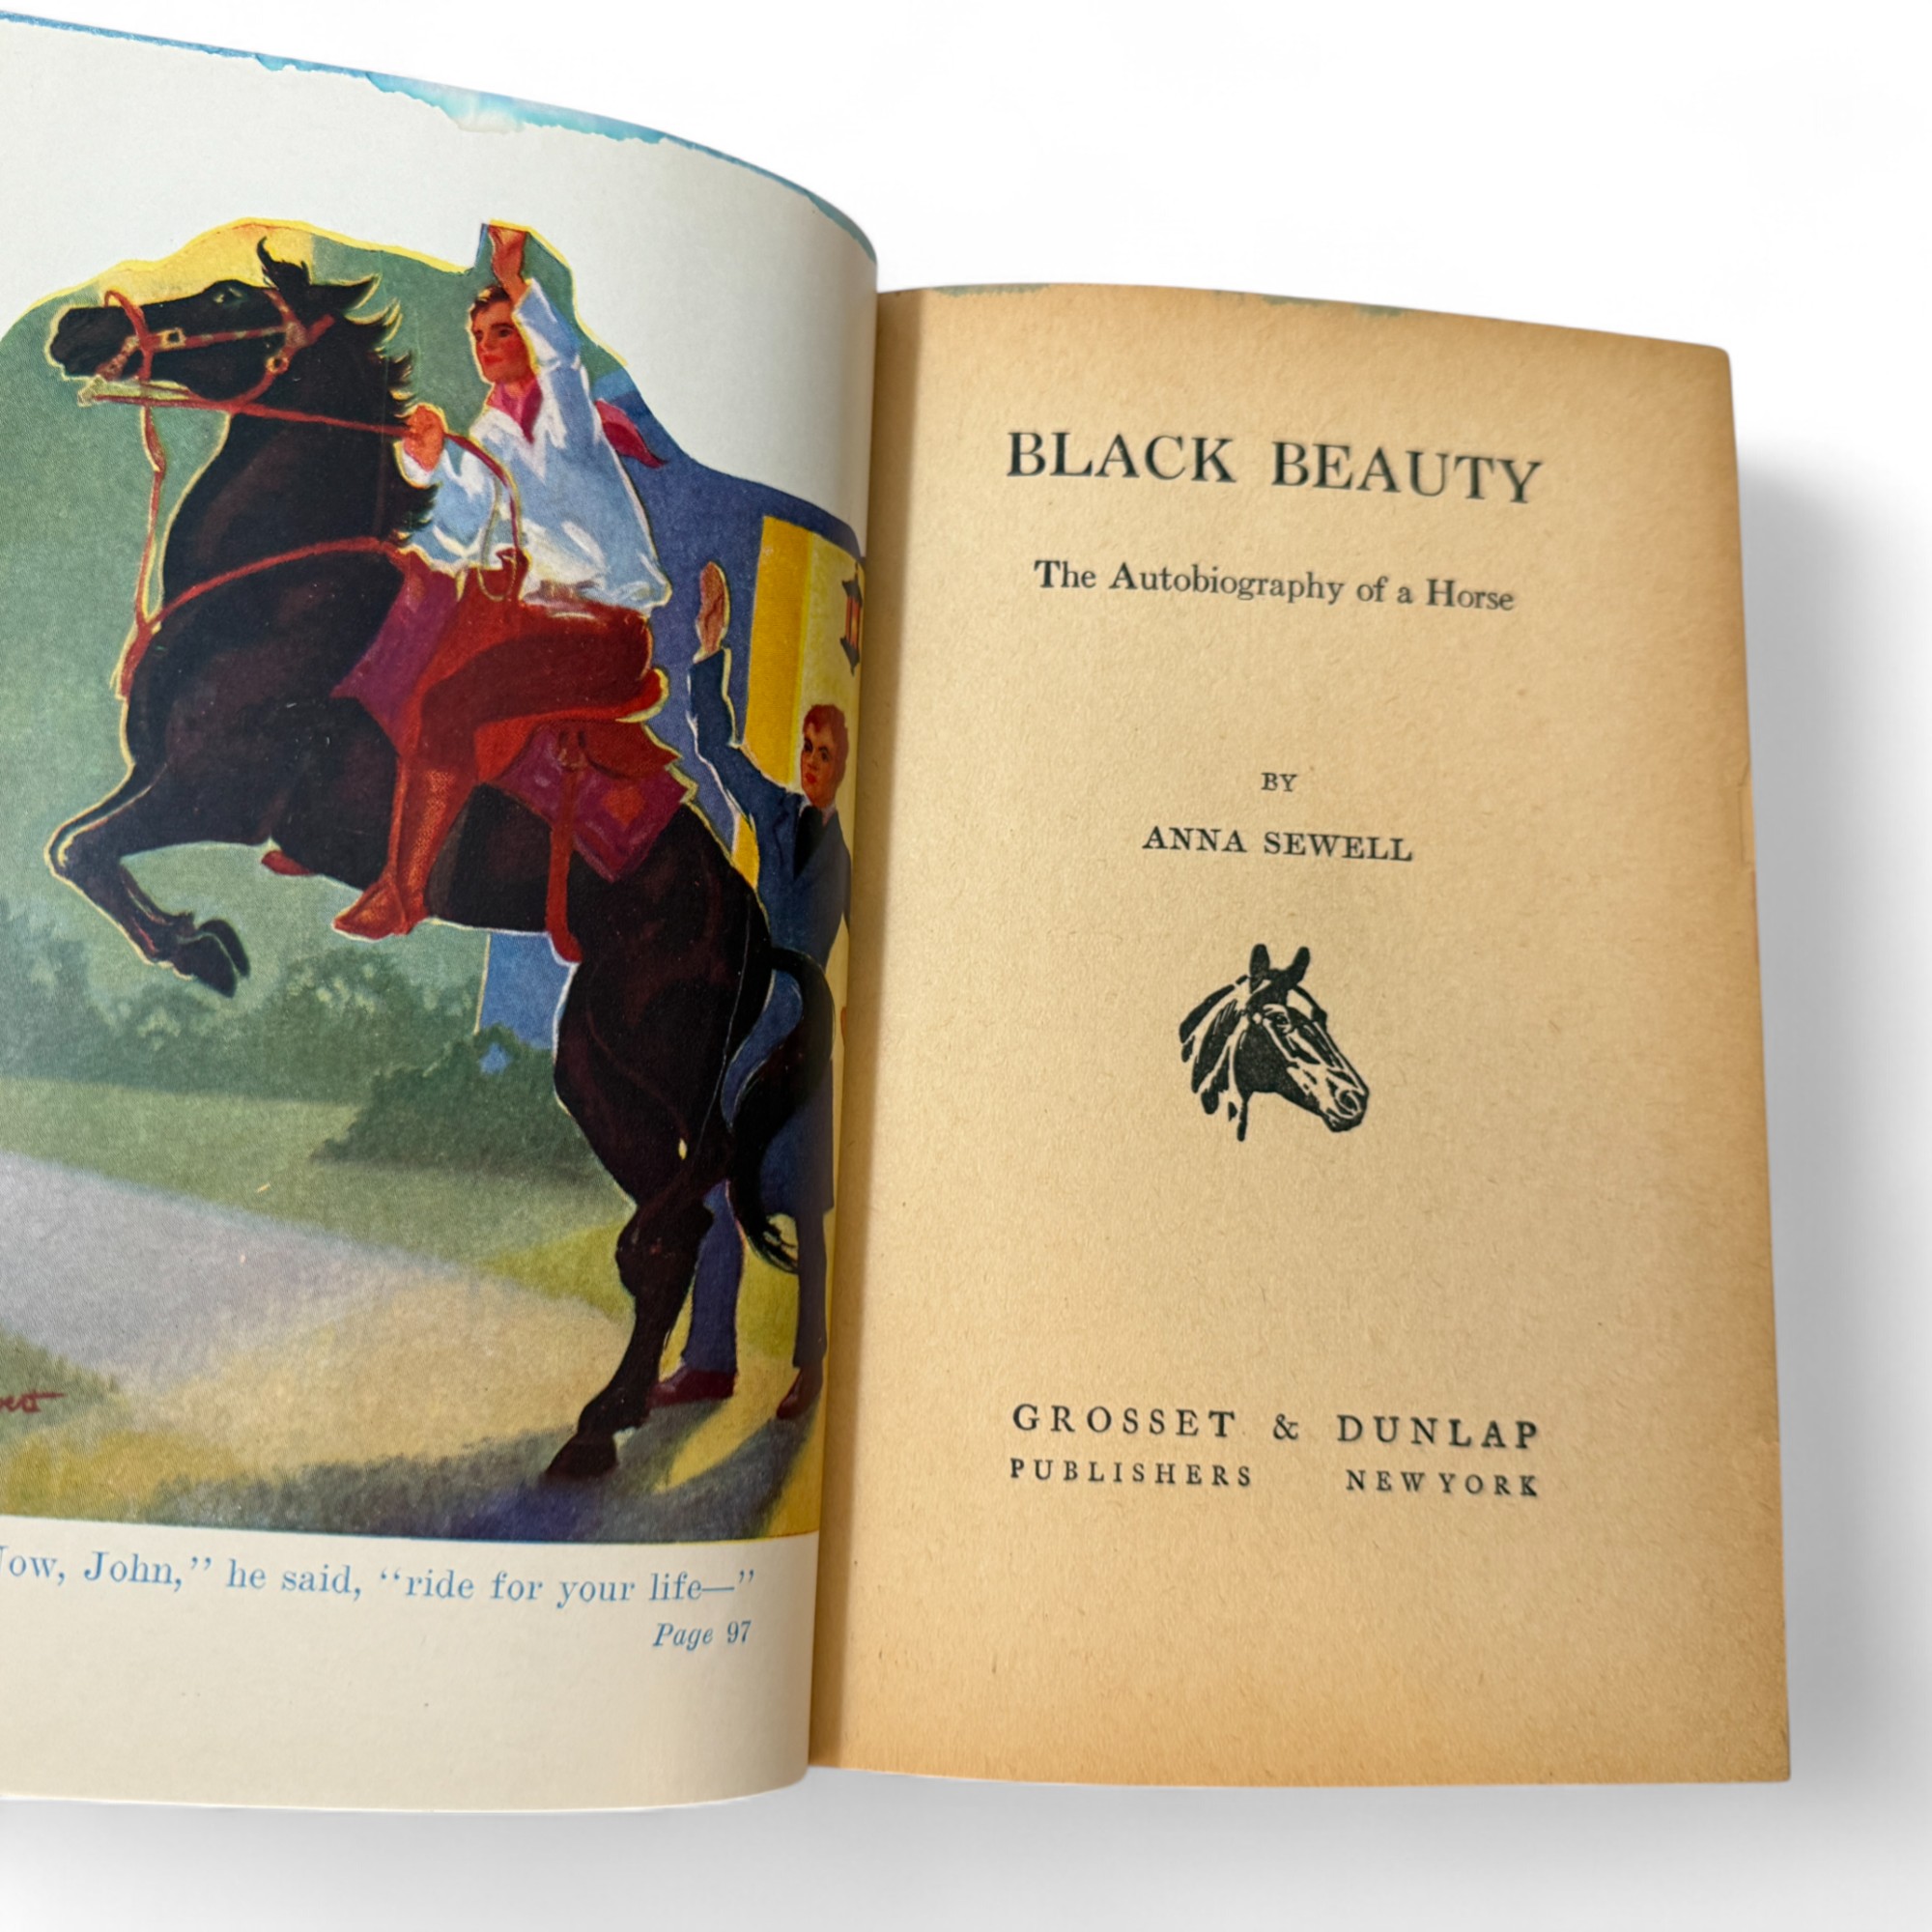 John," he said, "ride for your life—"
Page 97
BLACK BEAUTY
The Autobiography of a Horse
BY
ANNA SEWELL
GROSSET & DUNLAP
PUBLISHERS NEW YORK